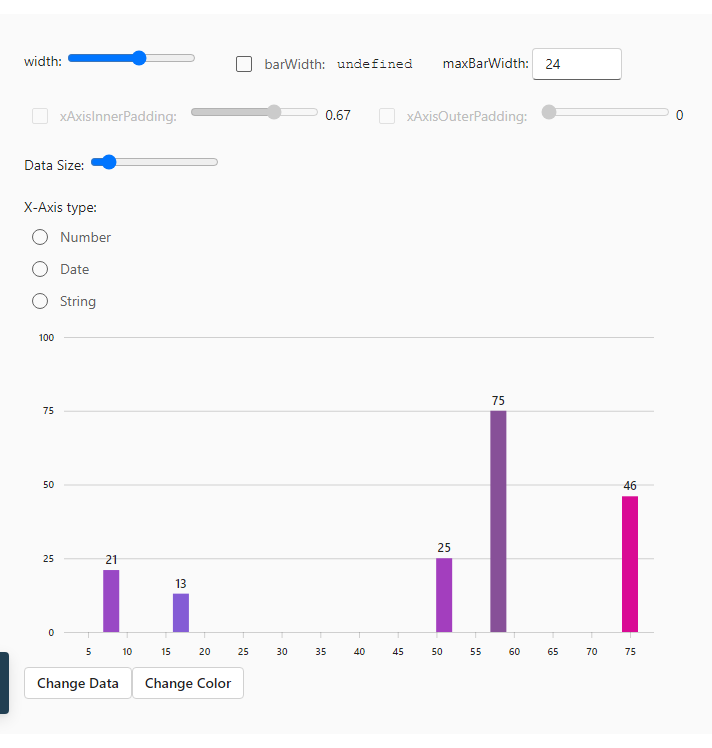 width: barWidth: undefined maxBarWidth: 24
xAxisInnerPadding: 0.67 xAxisOuterPadding: 0
Data Size:
X-Axis type:
Number
Date
String
100
75
75
50
46
25
25
21
13
0
5 10 15 20 25 30 35 40 45 50 55 60 65 70 75
Change Data Change Color